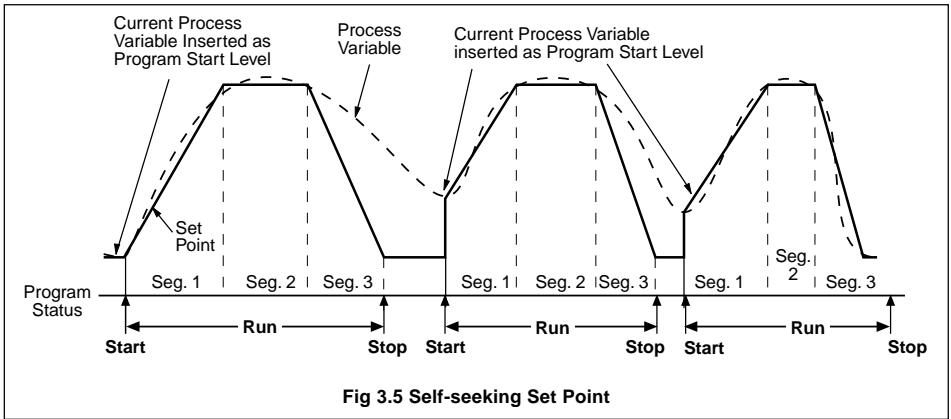 Current Process
Variable Inserted as
Program Start Level
Process
Variable
Current Process Variable
inserted as Program Start Level
Set
Point
Seg. 1
Seg. 2
Seg. 3
Seg. 1
Seg. 2
Seg. 3
Seg. 1
Seg.
2
Seg. 3
Program
Status
Run
Run
Run
Start
Stop
Start
Stop
Start
Stop
Fig 3.5 Self-seeking Set Point